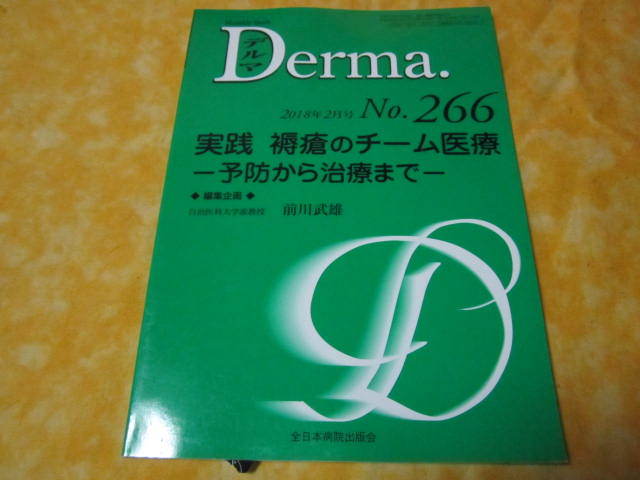 Derma.
デルマ
2018年2月号 No.266
実践 褥瘡のチーム医療
－予防から治療まで－
◆ 編集企画 ◆
自治医科大学准教授 前川武雄
全日本病院出版会